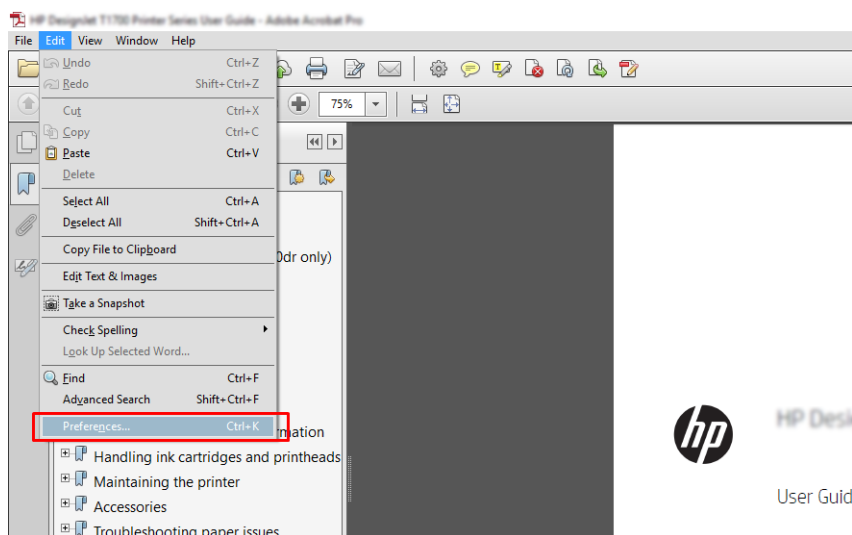 HP DesignJet T1700 Printer Series User Guide - Adobe Acrobat Pro
File Edit View Window Help
Undo Ctrl+Z
Redo Shift+Ctrl+Z
Cut Ctrl+X
75%
Copy Ctrl+C
Paste Ctrl+V
Delete
Select All Ctrl+A
Deselect All Shift+Ctrl+A
Copy File to Clipboard
0dr only)
Edit Text & Images
Take a Snapshot
Check Spelling
Look Up Selected Word...
Find Ctrl+F
Advanced Search Shift+Ctrl+F
Preferences... Ctrl+K
rmation
Handling ink cartridges and printheads
Maintaining the printer
Accessories
Troubleshooting paper issues
hp
HP Desi
User Guid